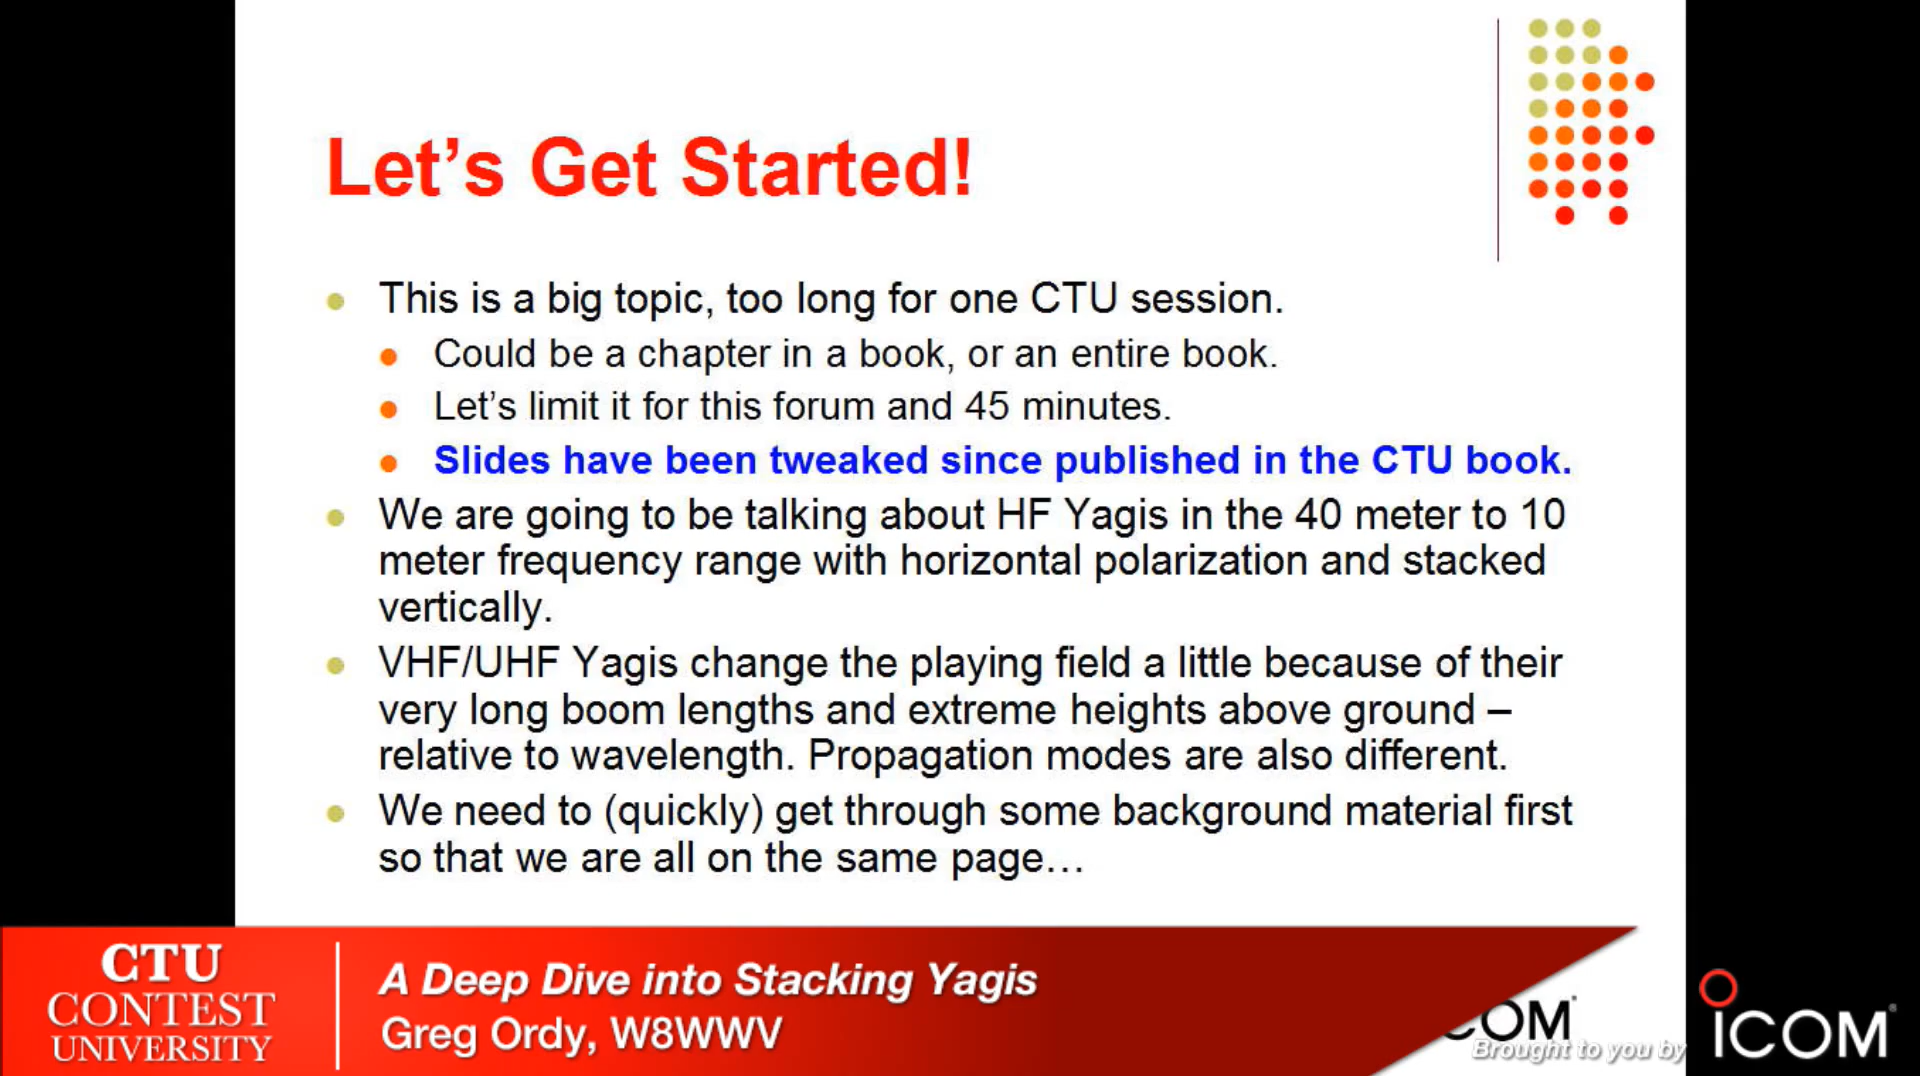 Let’s Get Started!
This is a big topic, too long for one CTU session.
Could be a chapter in a book, or an entire book.
Let’s limit it for this forum and 45 minutes.
Slides have been tweaked since published in the CTU book.
We are going to be talking about HF Yagis in the 40 meter to 10
meter frequency range with horizontal polarization and stacked
vertically.
VHF/UHF Yagis change the playing field a little because of their
very long boom lengths and extreme heights above ground –
relative to wavelength. Propagation modes are also different.
We need to (quickly) get through some background material first
so that we are all on the same page…
CTU
CONTEST
UNIVERSITY
A Deep Dive into Stacking Yagis
Greg Ordy, W8WWV
COM
Brought to you by
ICOM®